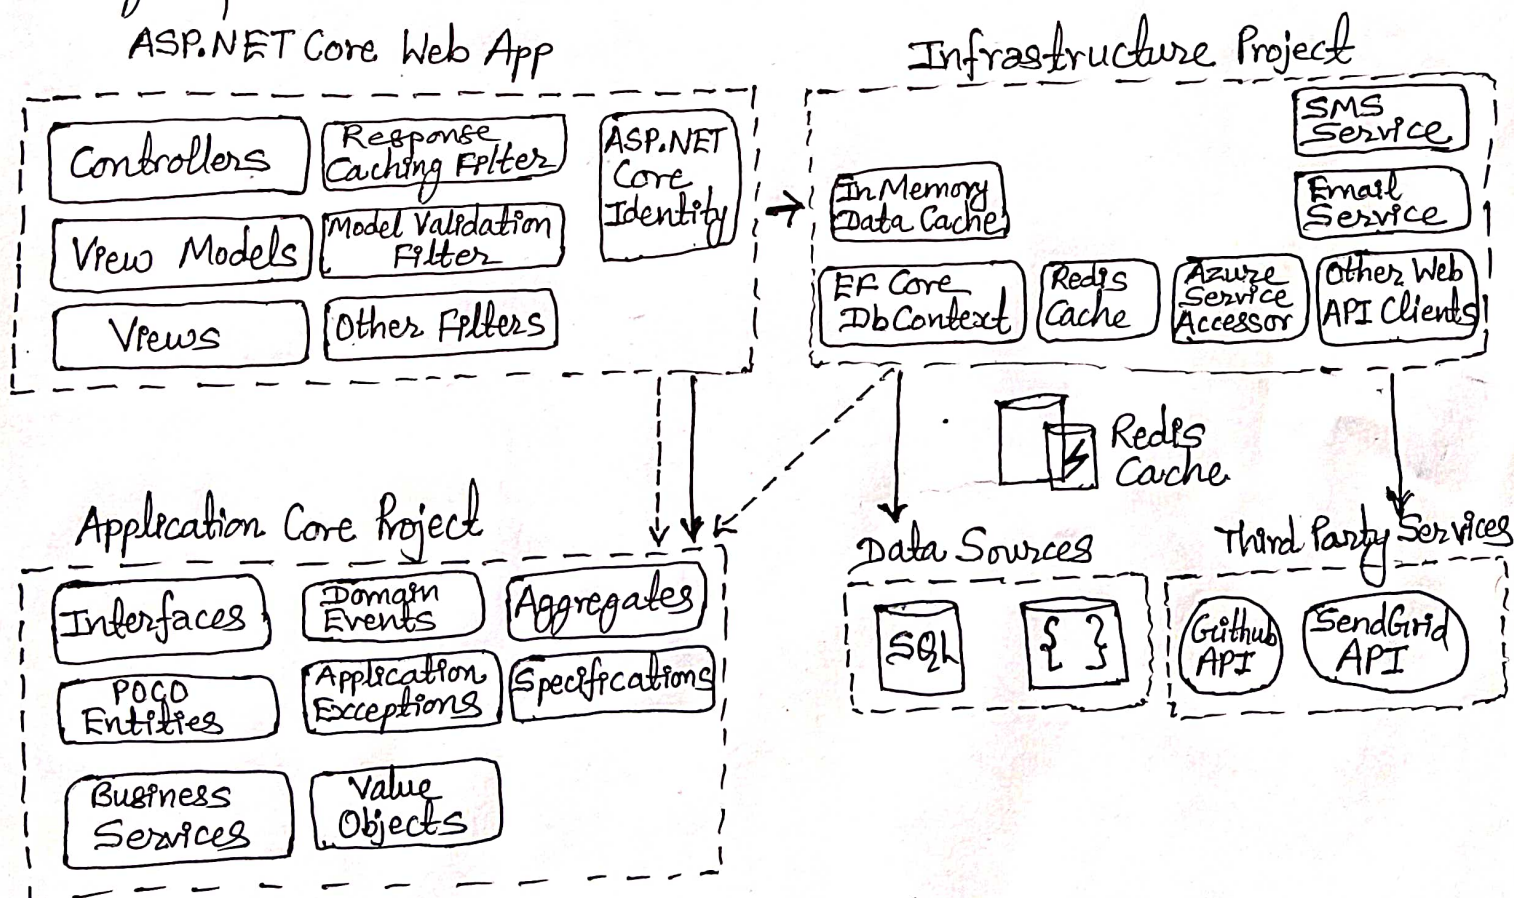 ASP.NET Core Web App
Controllers
Response
Caching Filter
ASP.NET
Core
Identity
View Models
Model Validation
Filter
Views
Other Filters
Infrastructure Project
SMS
Service
In Memory
Data Cache
Email
Service
EF Core
DbContext
Redis
Cache
Azure
Service
Accessor
Other Web
API Clients
Redis
Cache
Application Core Project
Interfaces
Domain
Events
Aggregates
POCO
Entities
Application
Exceptions
Specifications
Business
Services
Value
Objects
Data Sources
SQL
{ }
Third Party Services
Github
API
SendGrid
API